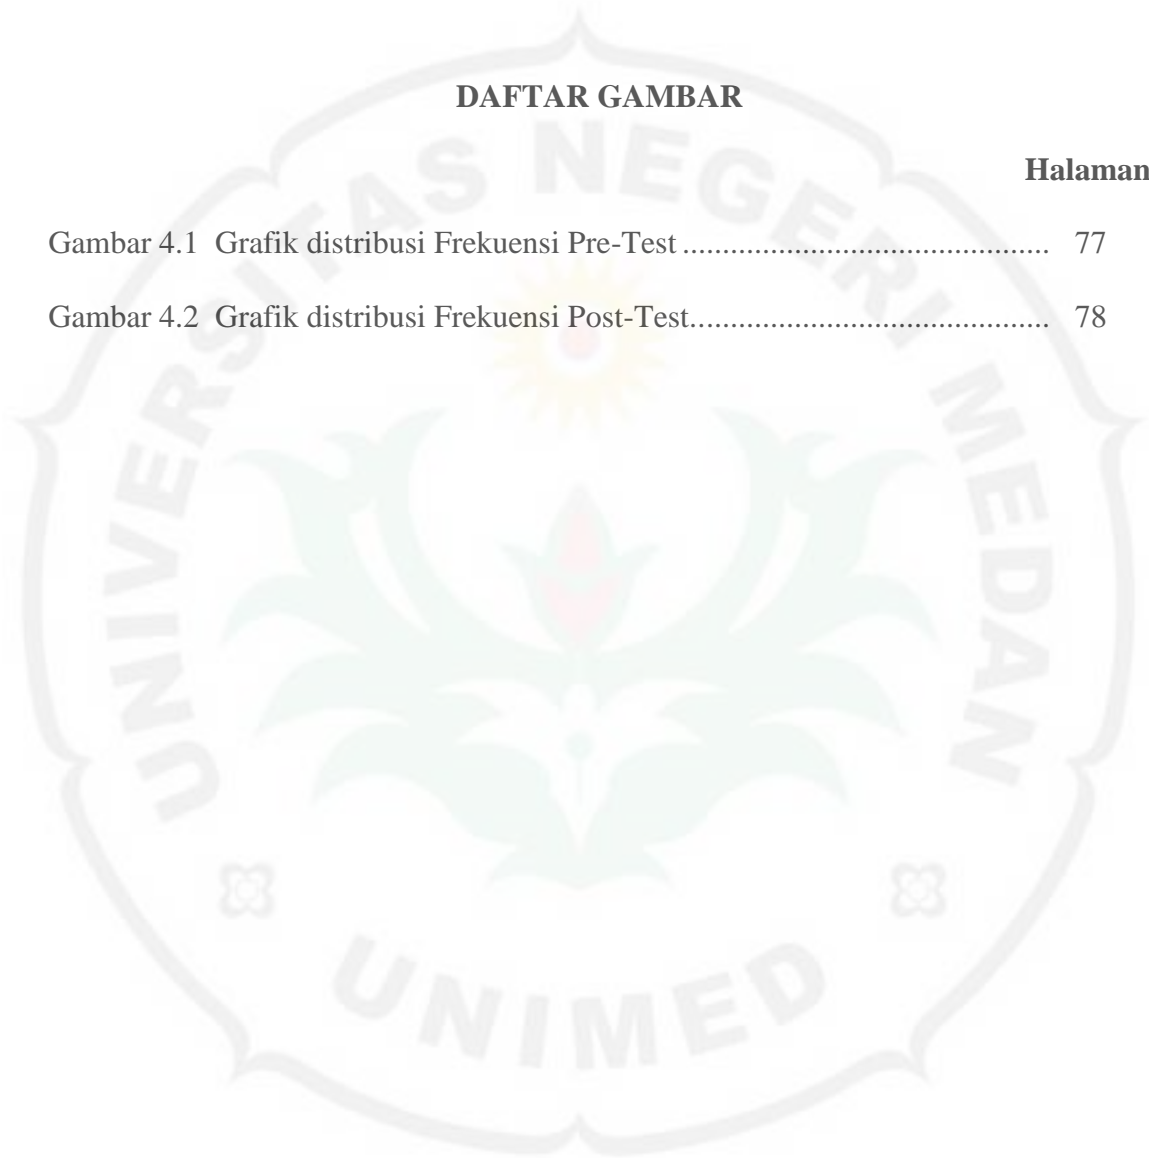 DAFTAR GAMBAR
Halaman
Gambar 4.1 Grafik distribusi Frekuensi Pre-Test .............................................. 77
Gambar 4.2 Grafik distribusi Frekuensi Post-Test............................................. 78
UNIVERSITAS NEGERI MEDAN
UNIMED